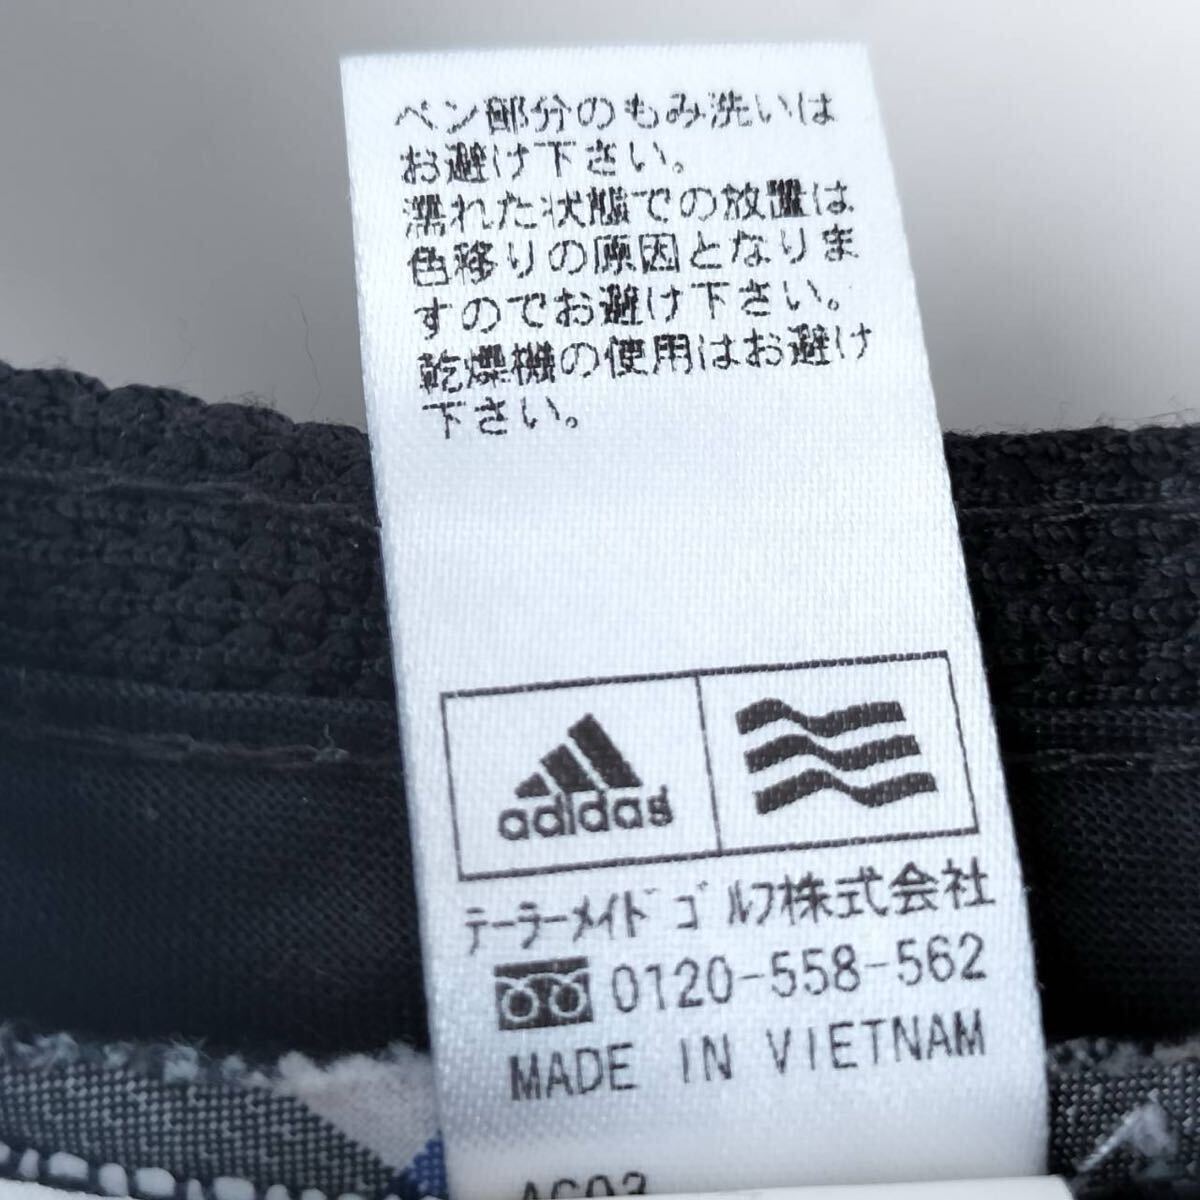 ペン部分のもみ洗いは
お避け下さい。
濡れた状態での放置は
色移りの原因となりま
すのでお避け下さい。
乾燥機の使用はお避け
下さい。
adidas
テーラーメイド ゴルフ株式会社
0120-558-562
MADE IN VIETNAM